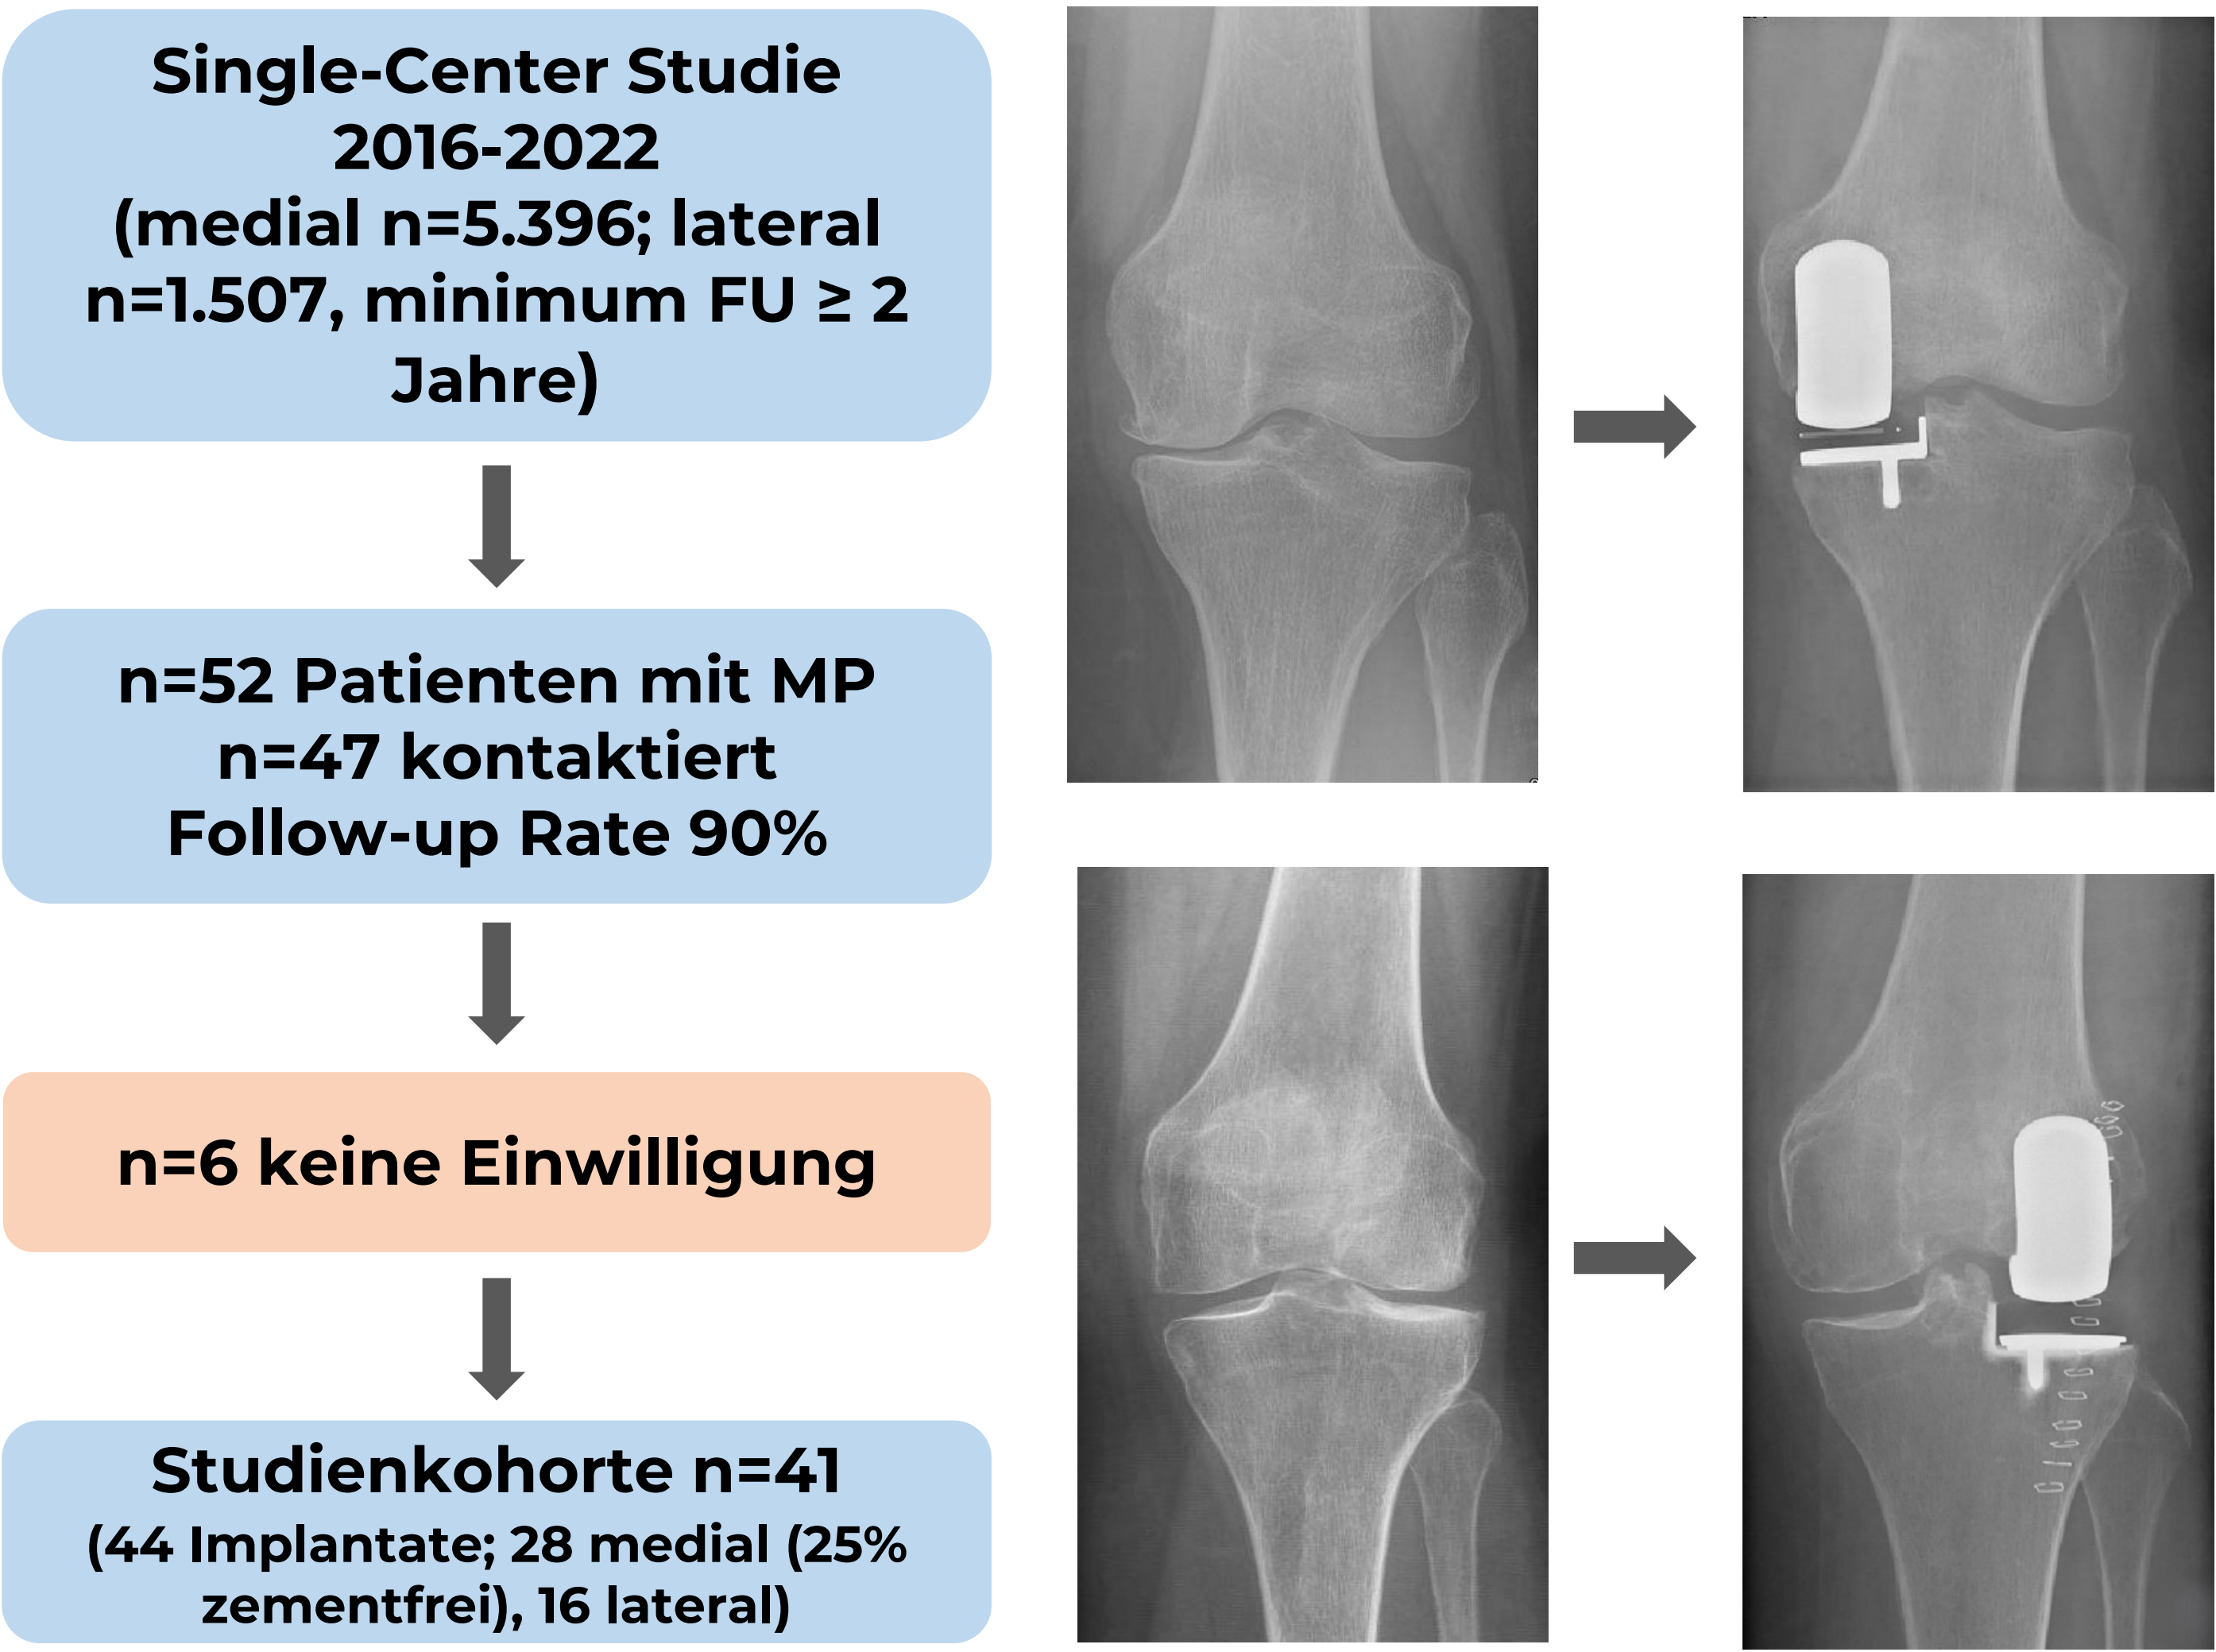 Single-Center Studie
2016-2022
(medial n=5.396; lateral
n=1.507, minimum FU ≥ 2
Jahre)
n=52 Patienten mit MP
n=47 kontaktiert
Follow-up Rate 90%
n=6 keine Einwilligung
Studienkohorte n=41
(44 Implantate; 28 medial (25%
zementfrei), 16 lateral)